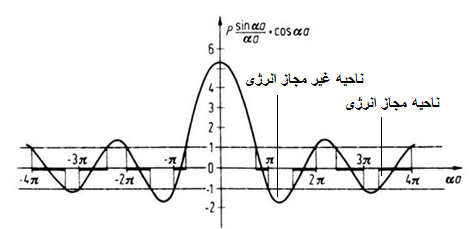 P sinαa/αa · cosαa
6
5
4
3
2
1
0
-1
-2
ناحیه غیر مجاز انرژی
ناحیه مجاز انرژی
-4π
-3π
-2π
-π
π
2π
3π
4π
αa